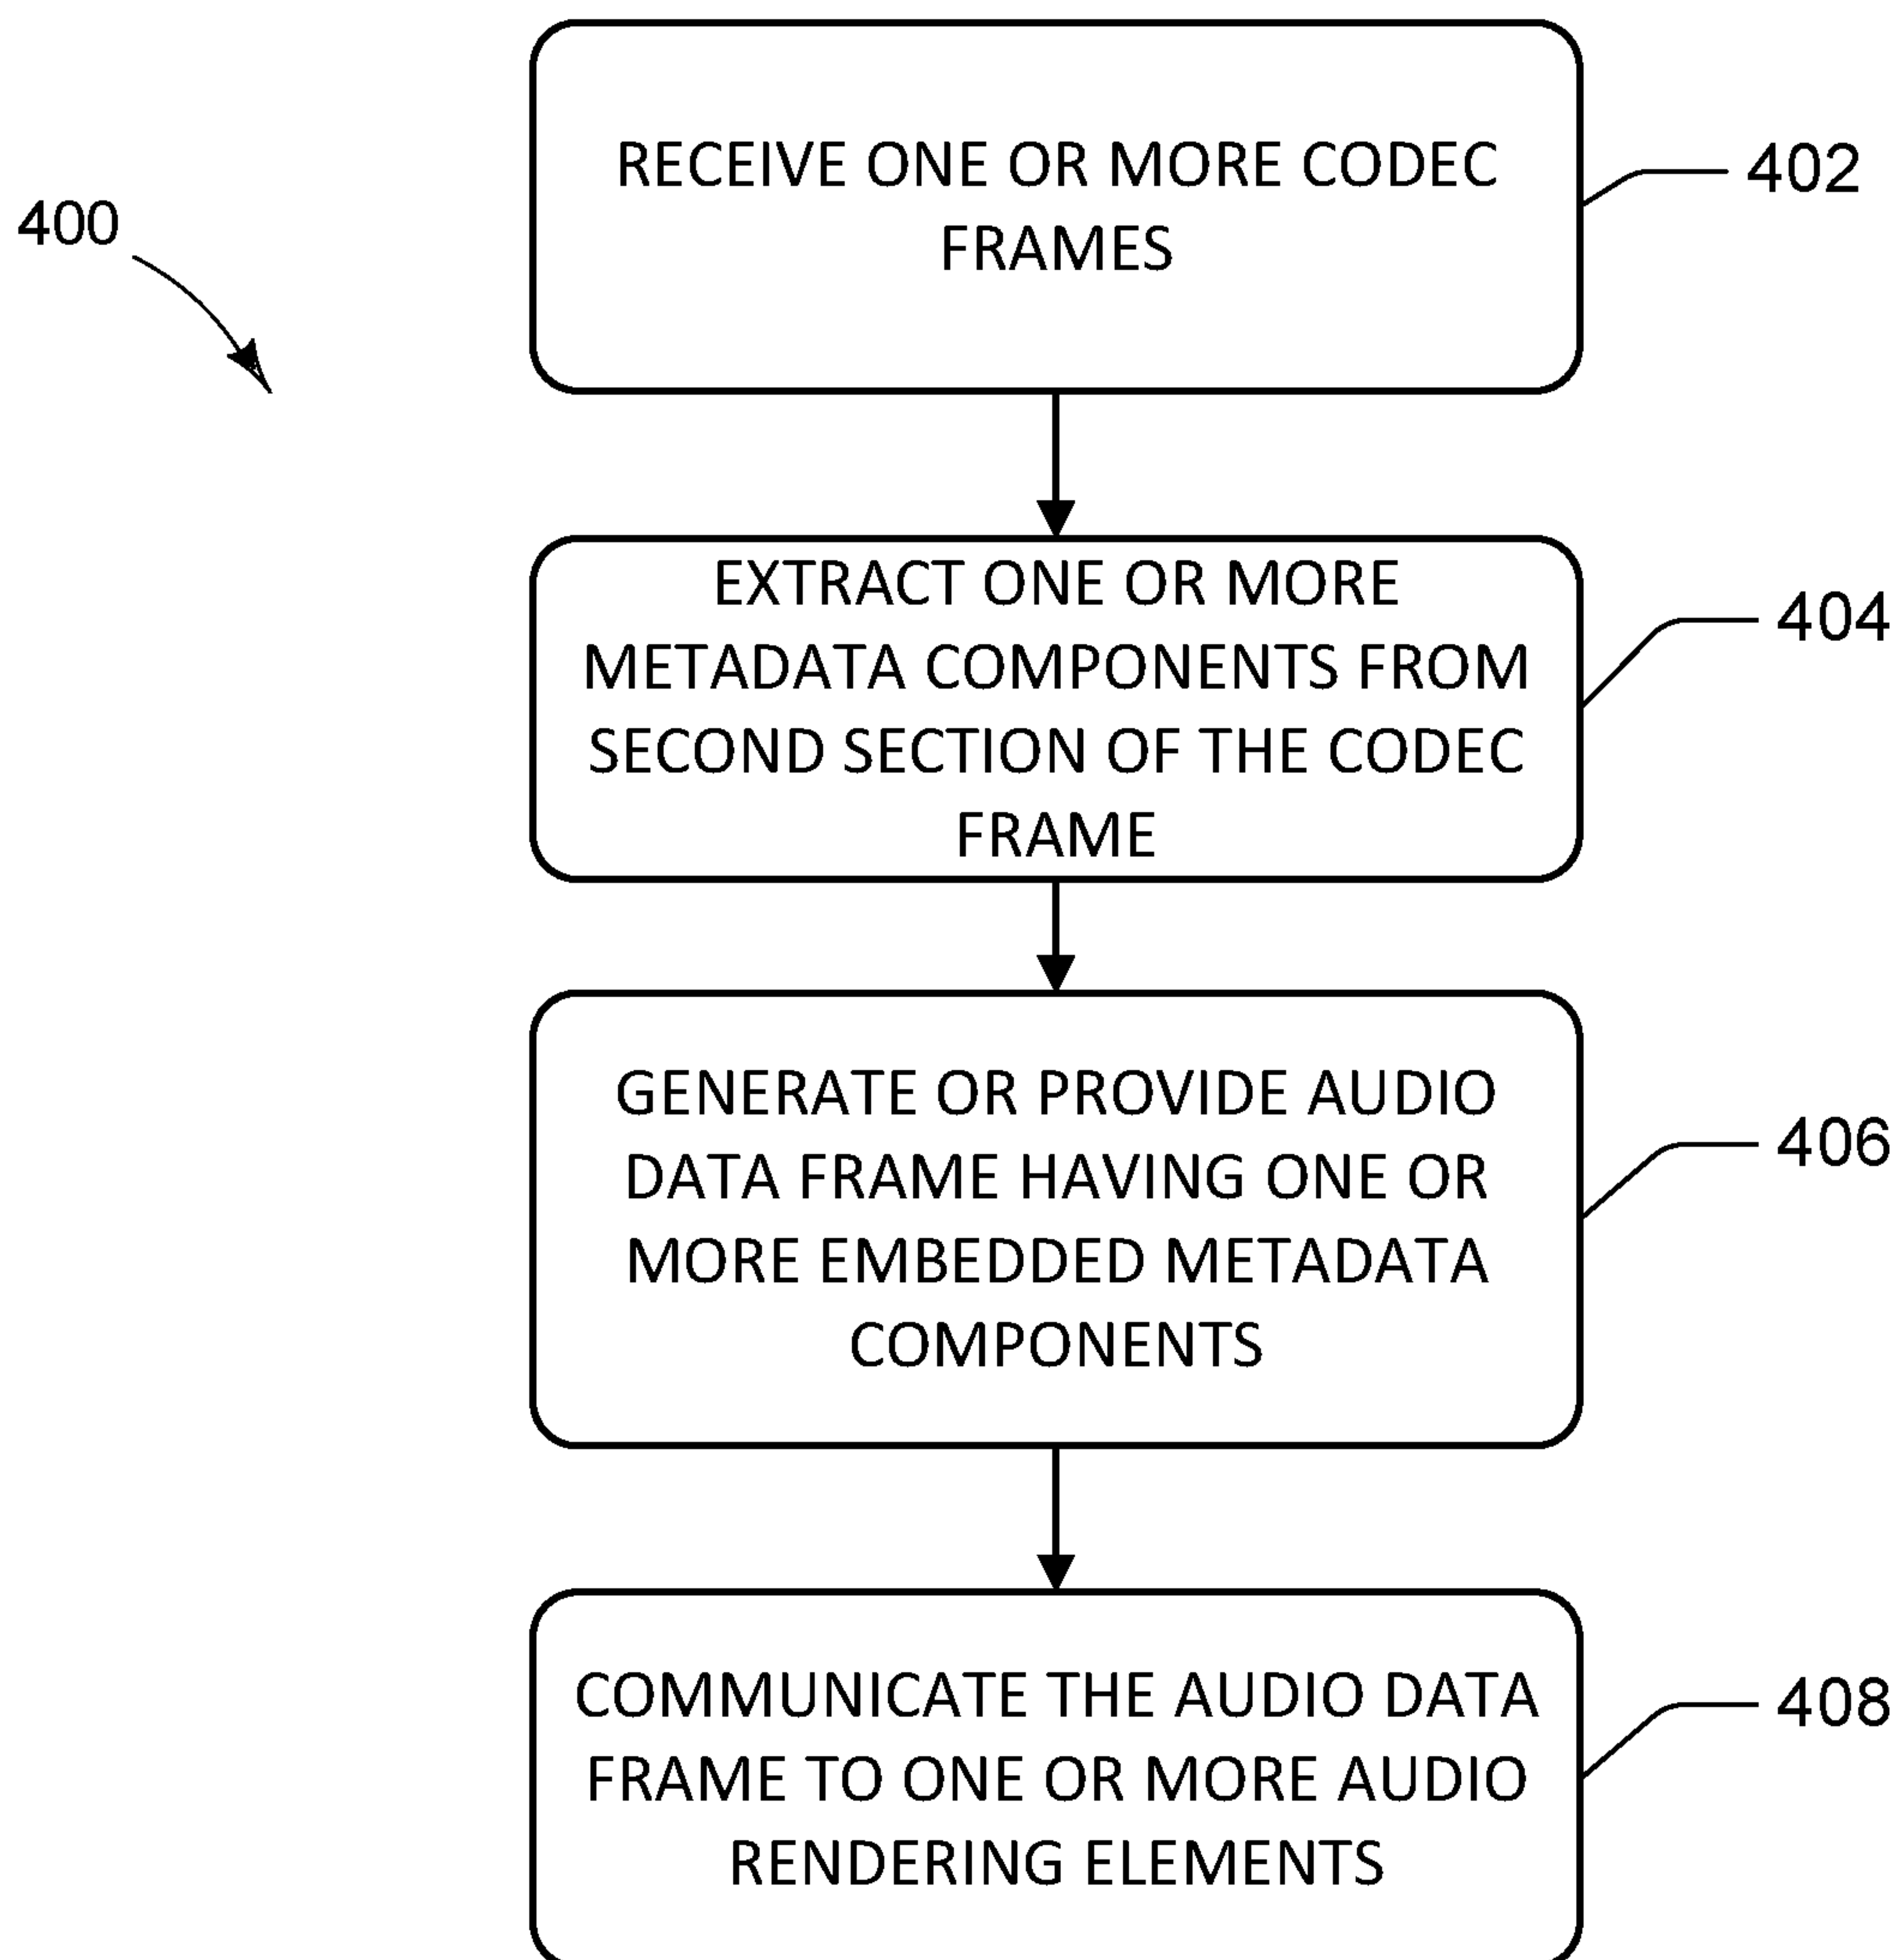 400
RECEIVE ONE OR MORE CODEC
FRAMES
402
EXTRACT ONE OR MORE
METADATA COMPONENTS FROM
SECOND SECTION OF THE CODEC
FRAME
404
GENERATE OR PROVIDE AUDIO
DATA FRAME HAVING ONE OR
MORE EMBEDDED METADATA
COMPONENTS
406
COMMUNICATE THE AUDIO DATA
FRAME TO ONE OR MORE AUDIO
RENDERING ELEMENTS
408